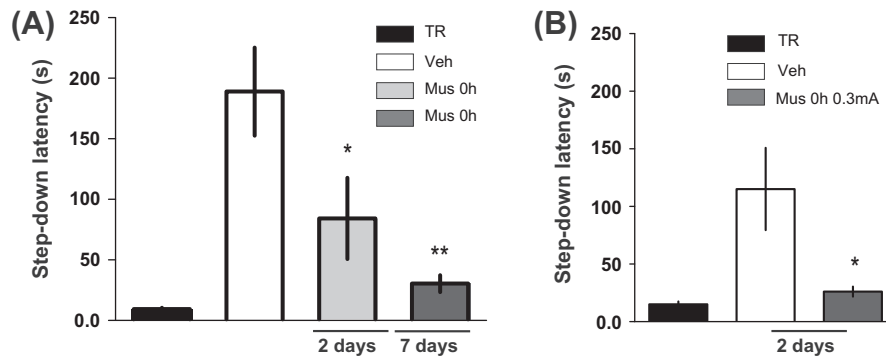 (A)
Step-down latency (s)
250
200
150
100
50
0.0
TR
Veh
Mus 0h
Mus 0h
*
**
2 days
7 days
(B)
Step-down latency (s)
250
200
150
100
50
0.0
TR
Veh
Mus 0h 0.3mA
*
2 days